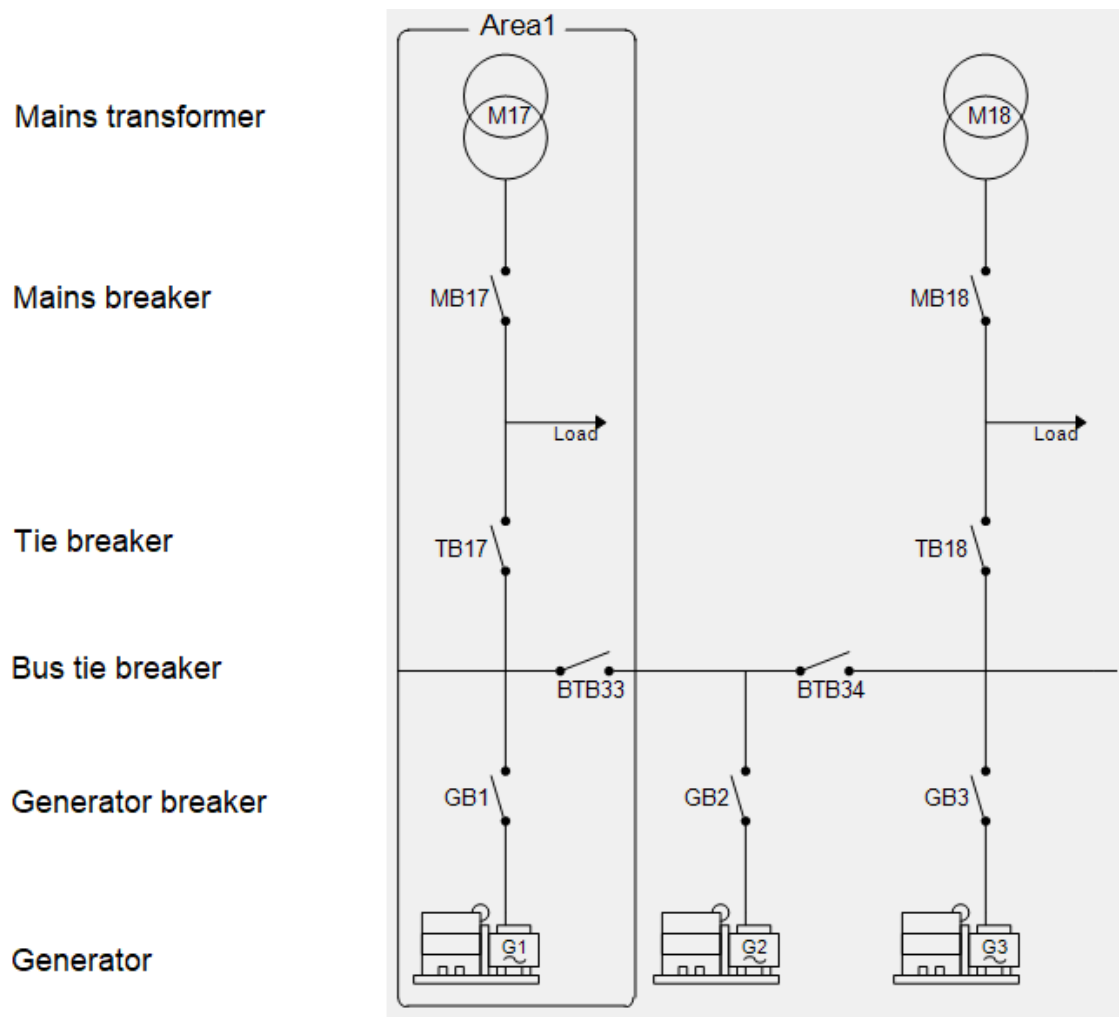 Area1
Mains transformer
M17
M18
Mains breaker
MB17
MB18
Load
Load
Tie breaker
TB17
TB18
Bus tie breaker
BTB33
BTB34
Generator breaker
GB1
GB2
GB3
Generator
G1
G2
G3